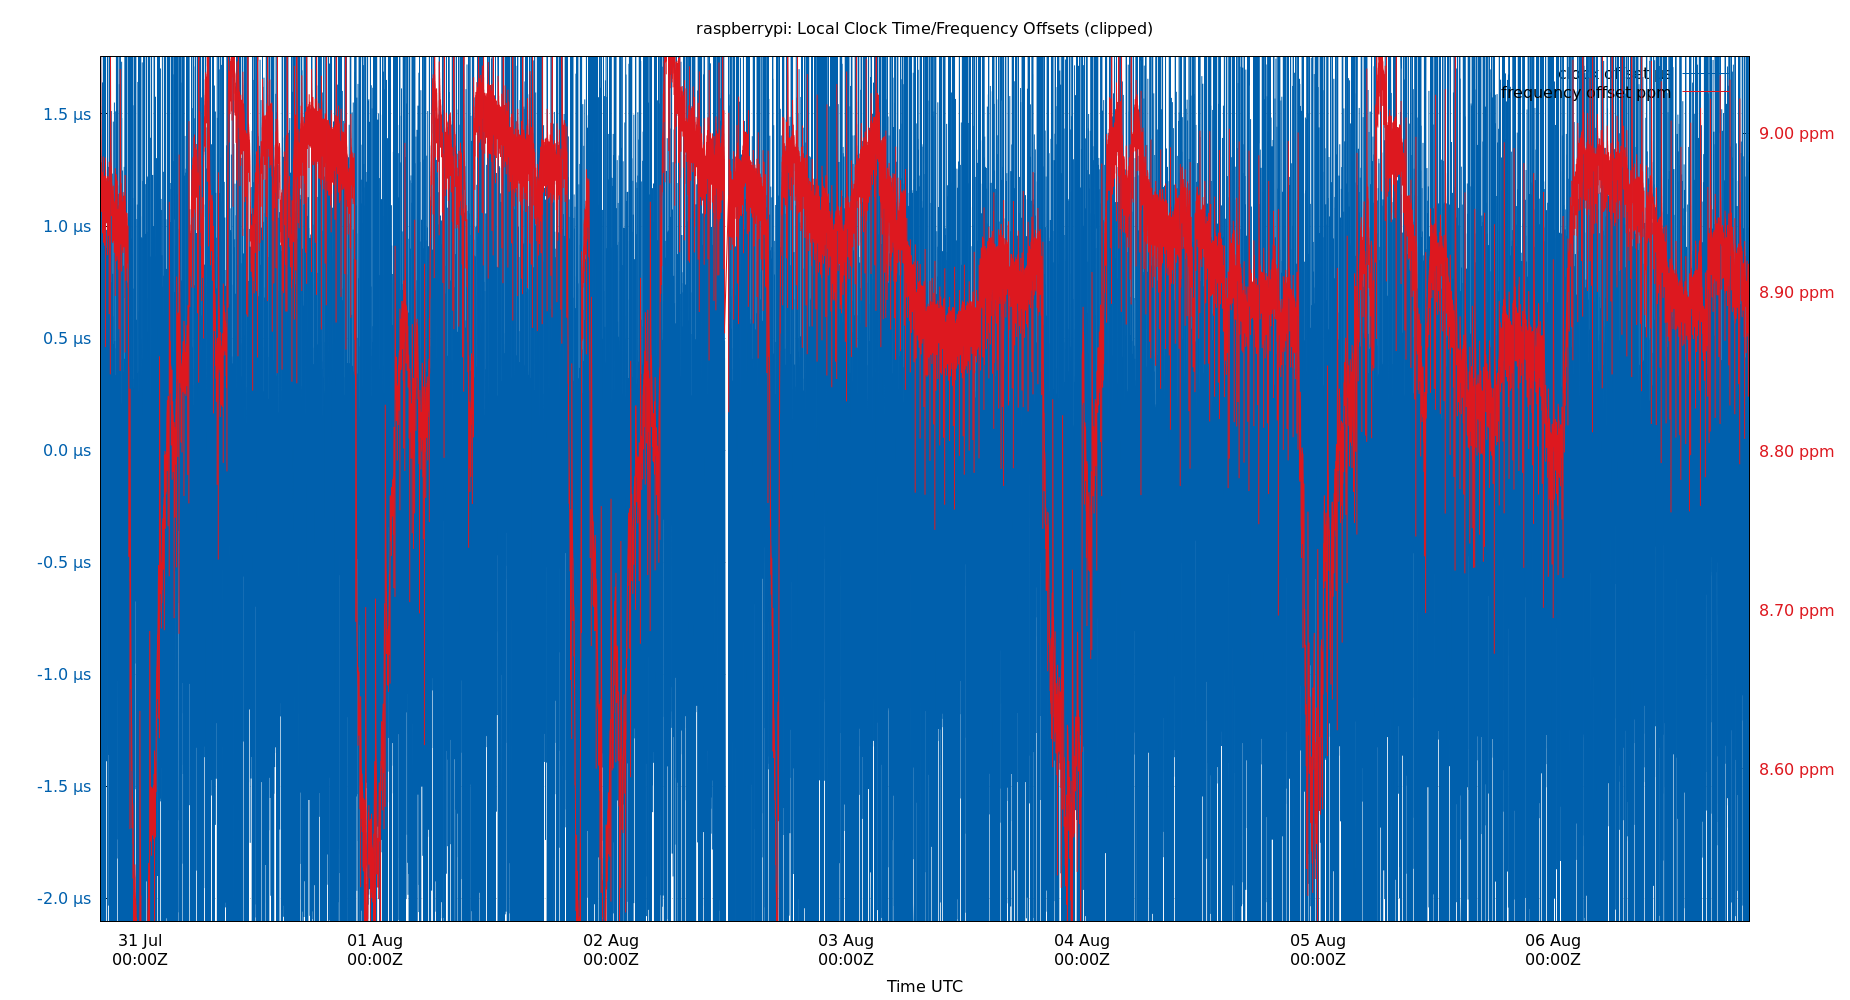 raspberrypi: Local Clock Time/Frequency Offsets (clipped)
clock offset µs
frequency offset ppm
1.5 µs
1.0 µs
0.5 µs
0.0 µs
-0.5 µs
-1.0 µs
-1.5 µs
-2.0 µs
9.00 ppm
8.90 ppm
8.80 ppm
8.70 ppm
8.60 ppm
31 Jul
00:00Z
01 Aug
00:00Z
02 Aug
00:00Z
03 Aug
00:00Z
04 Aug
00:00Z
05 Aug
00:00Z
06 Aug
00:00Z
Time UTC